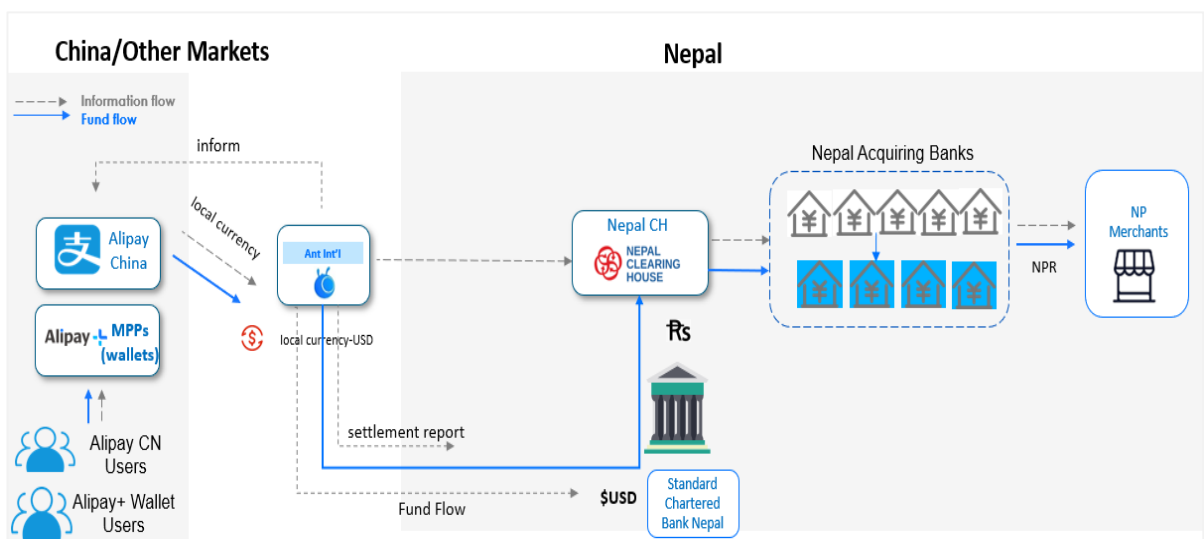 China/Other Markets
Nepal
Information flow
Fund flow
inform
local currency
支
Alipay
China
Ant Int'l
local currency-USD
Alipay+ MPPs
(wallets)
Alipay CN
Users
Alipay+ Wallet
Users
settlement report
Fund Flow
Nepal CH
NEPAL
CLEARING
HOUSE
₨
$USD
Standard
Chartered
Bank Nepal
Nepal Acquiring Banks
¥ ¥ ¥ ¥ ¥
¥ ¥ ¥ ¥
NPR
NP
Merchants
$